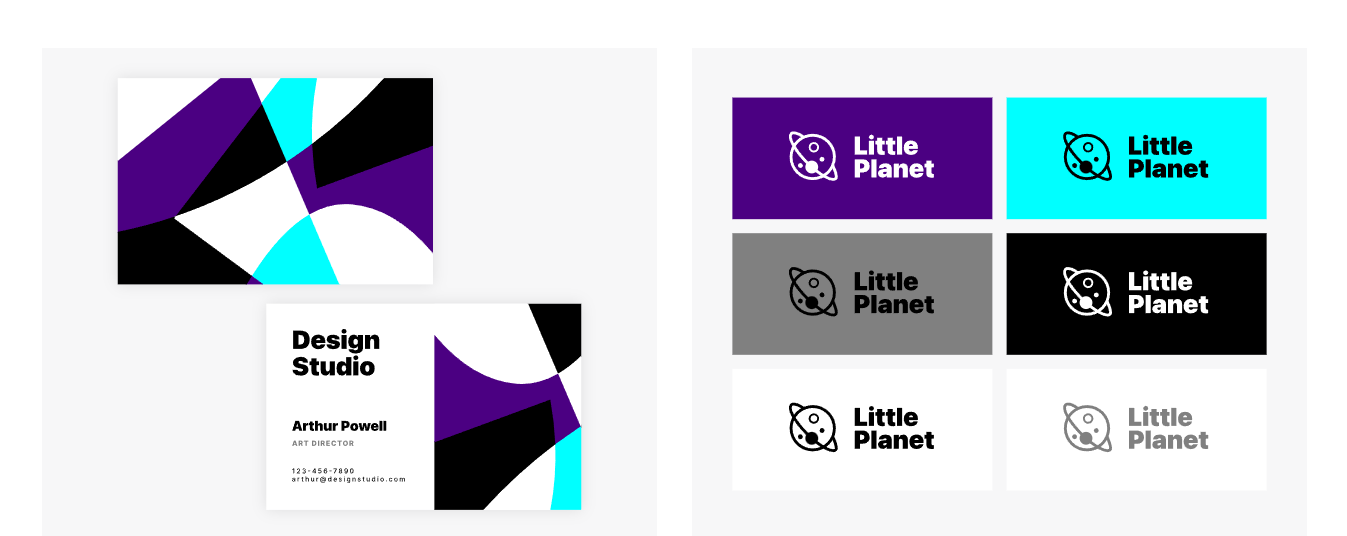 Design
Studio
Arthur Powell
ART DIRECTOR
123-456-7890
arthur@designstudio.com
Little
Planet
Little
Planet
Little
Planet
Little
Planet
Little
Planet
Little
Planet